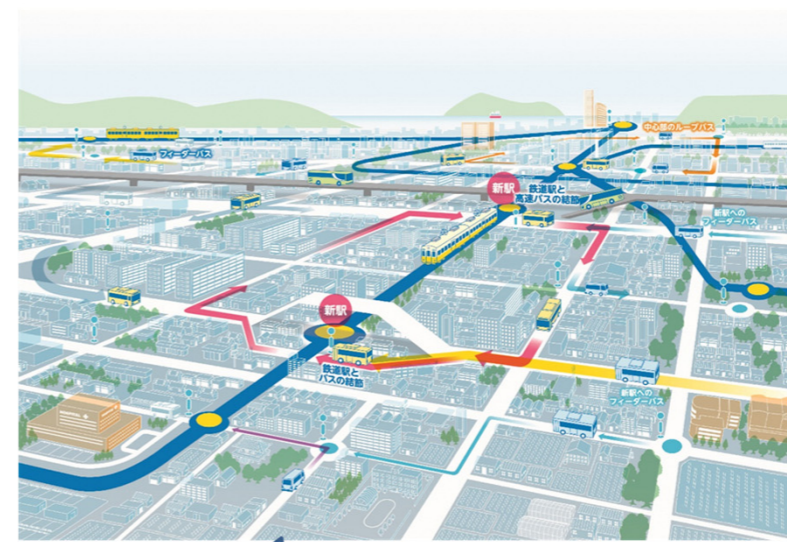 中心部のループバス
フィーダーバス
新駅
鉄道駅と
高速バスの結節
新駅への
フィーダーバス
新駅
鉄道駅と
バスの結節
新駅への
フィーダーバス